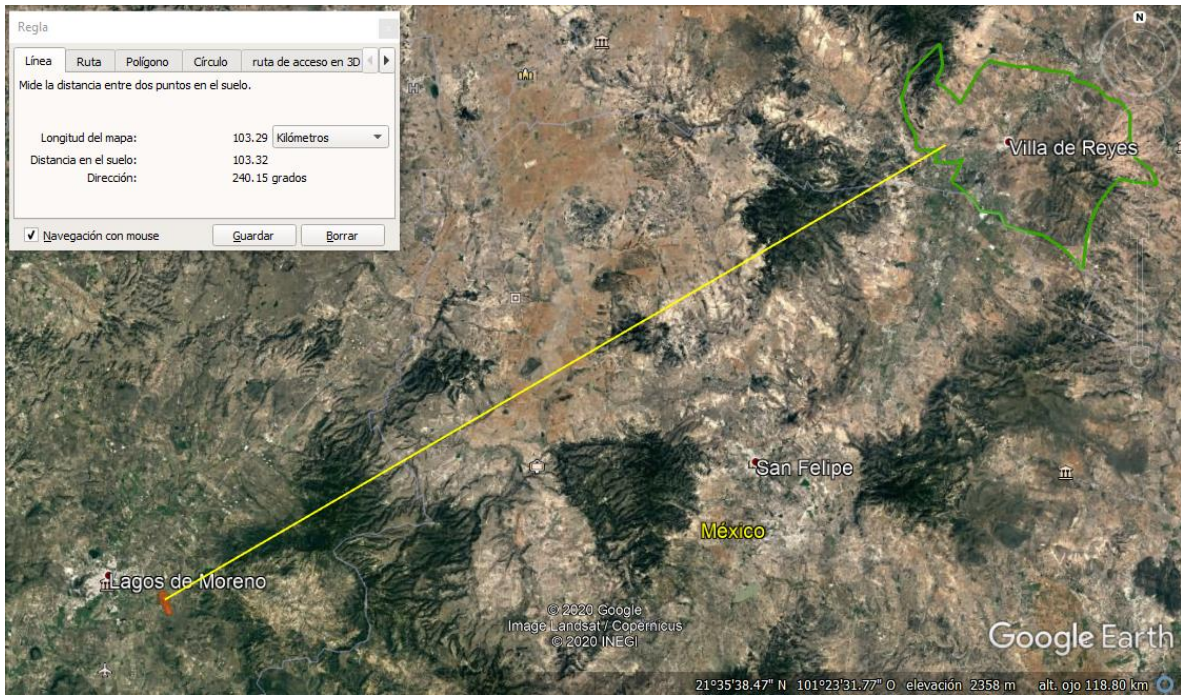 Regla
Línea Ruta Polígono Círculo ruta de acceso en 3D
Mide la distancia entre dos puntos en el suelo.
Longitud del mapa: 103.29 Kilómetros
Distancia en el suelo: 103.32
Dirección: 240.15 grados
Navegación con mouse Guardar Borrar
N
Villa de Reyes
San Felipe
México
Lagos de Moreno
© 2020 Google
Image Landsat / Copernicus
© 2020 INEGI
Google Earth
21°35'38.47" N 101°23'31.77" O elevación 2358 m alt. ojo 118.80 km